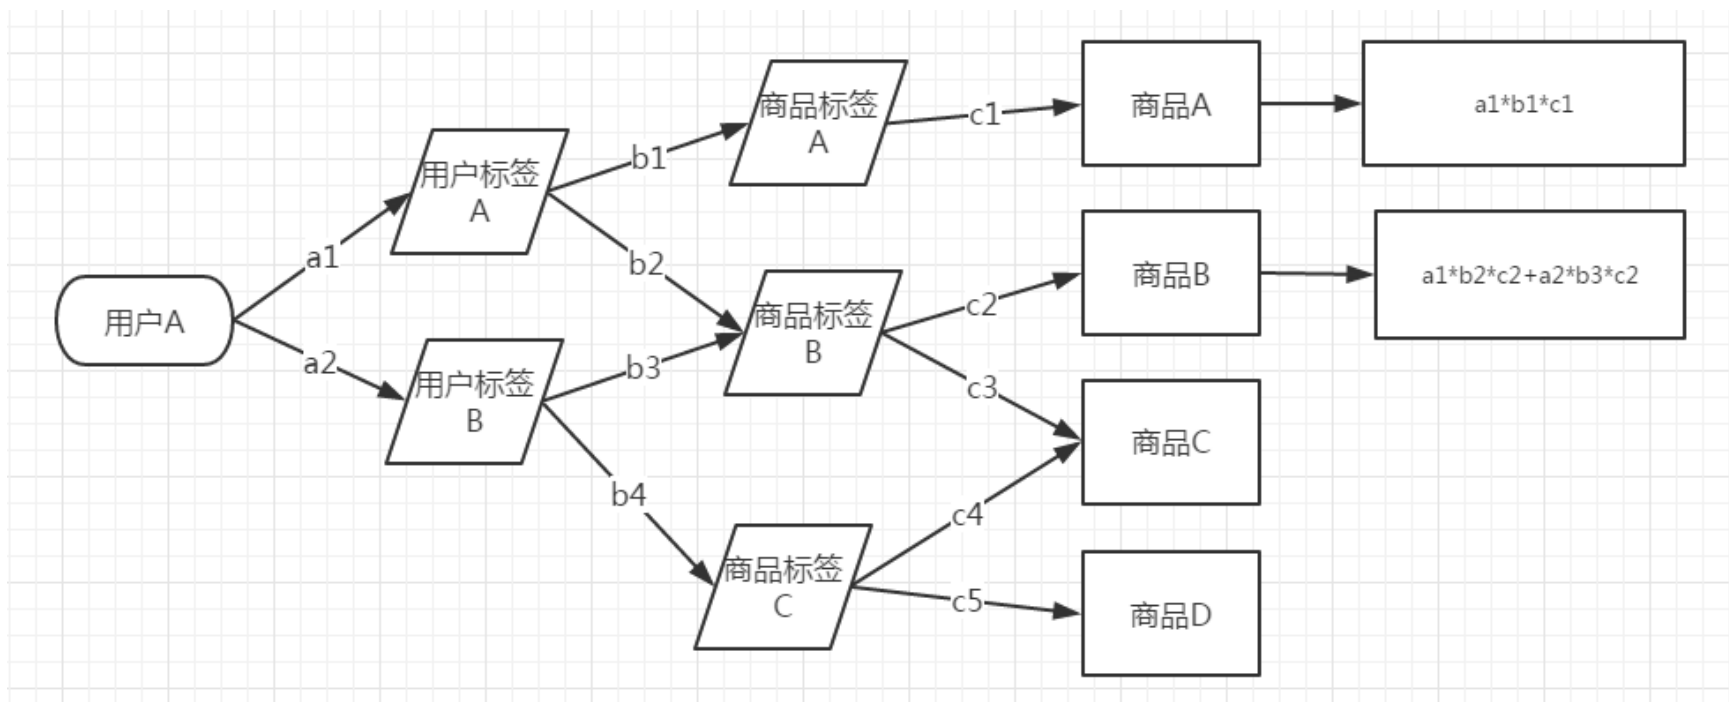 用户A
a1
a2
用户标签
A
用户标签
B
b1
b2
b3
b4
商品标签
A
商品标签
B
商品标签
C
c1
c2
c3
c4
c5
商品A
商品B
商品C
商品D
a1*b1*c1
a1*b2*c2+a2*b3*c2